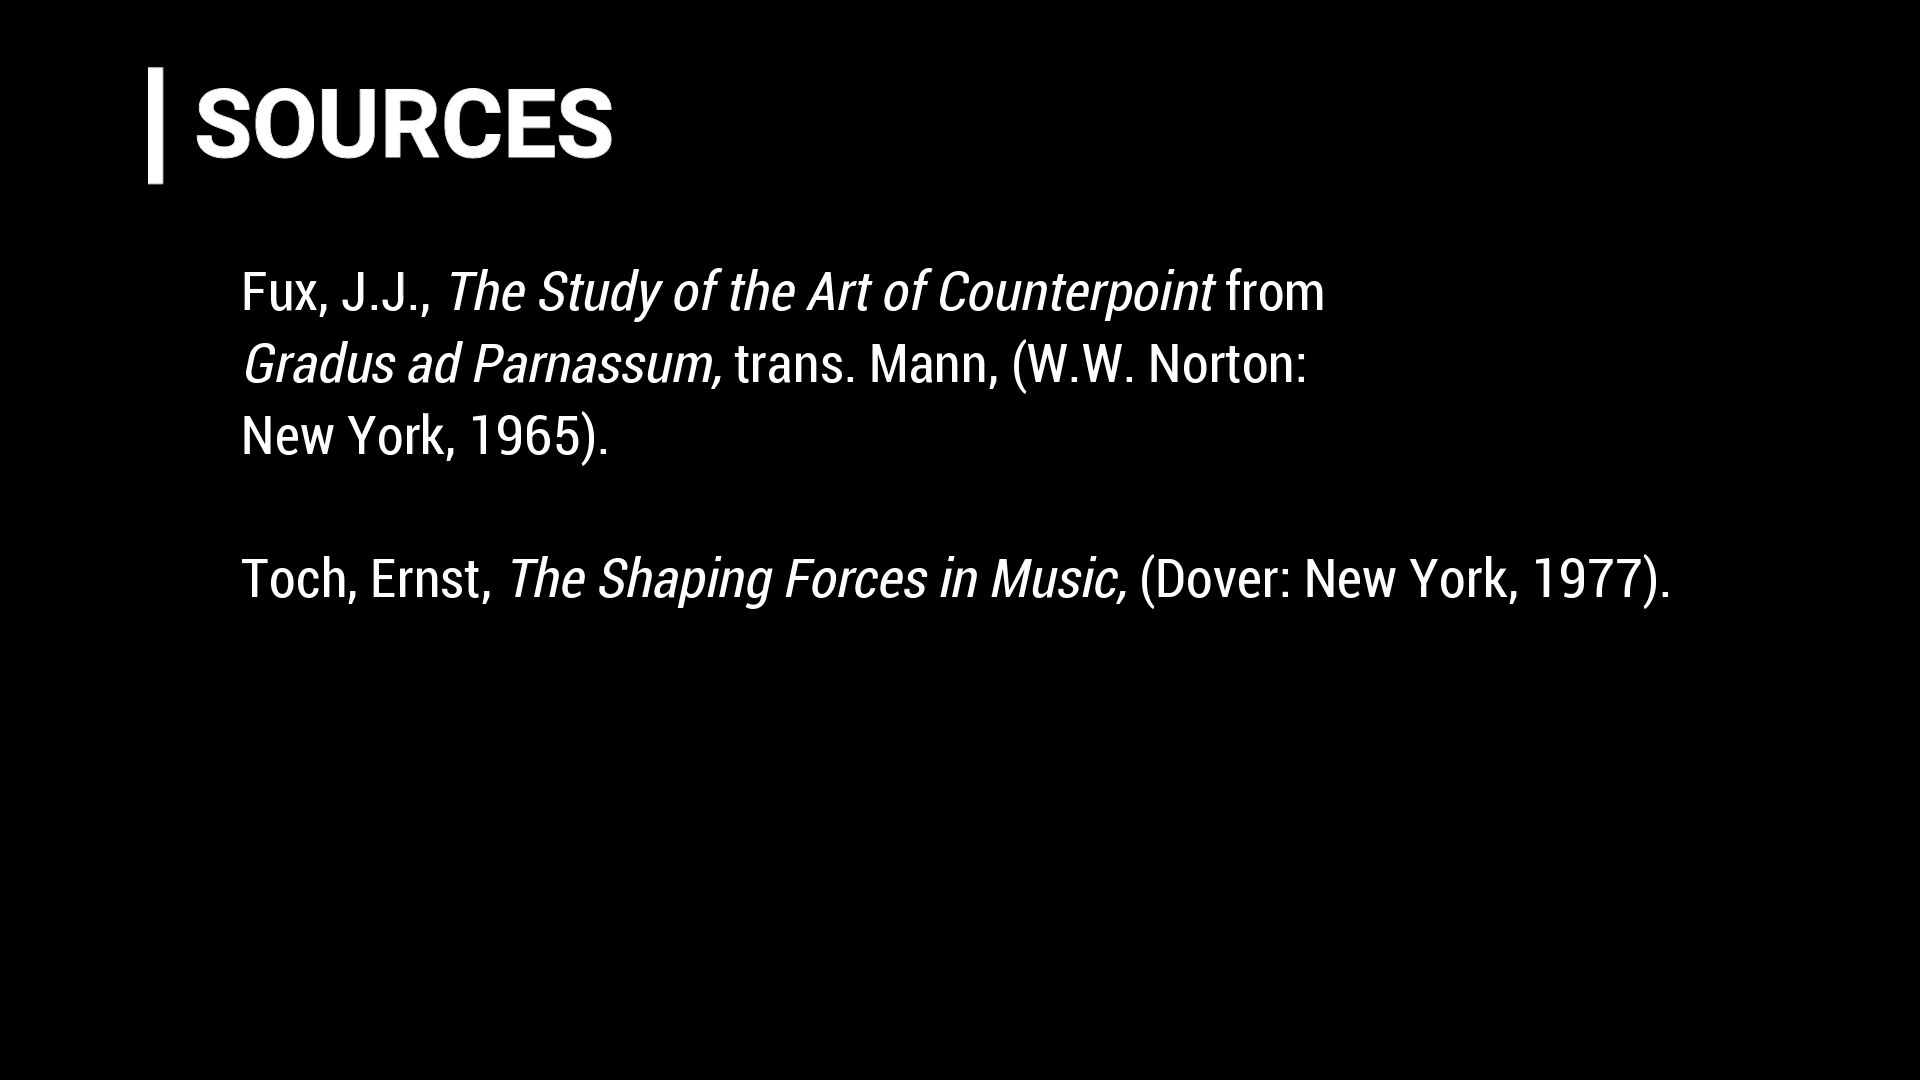 SOURCES
Fux, J.J., The Study of the Art of Counterpoint from
Gradus ad Parnassum, trans. Mann, (W.W. Norton:
New York, 1965).
Toch, Ernst, The Shaping Forces in Music, (Dover: New York, 1977).